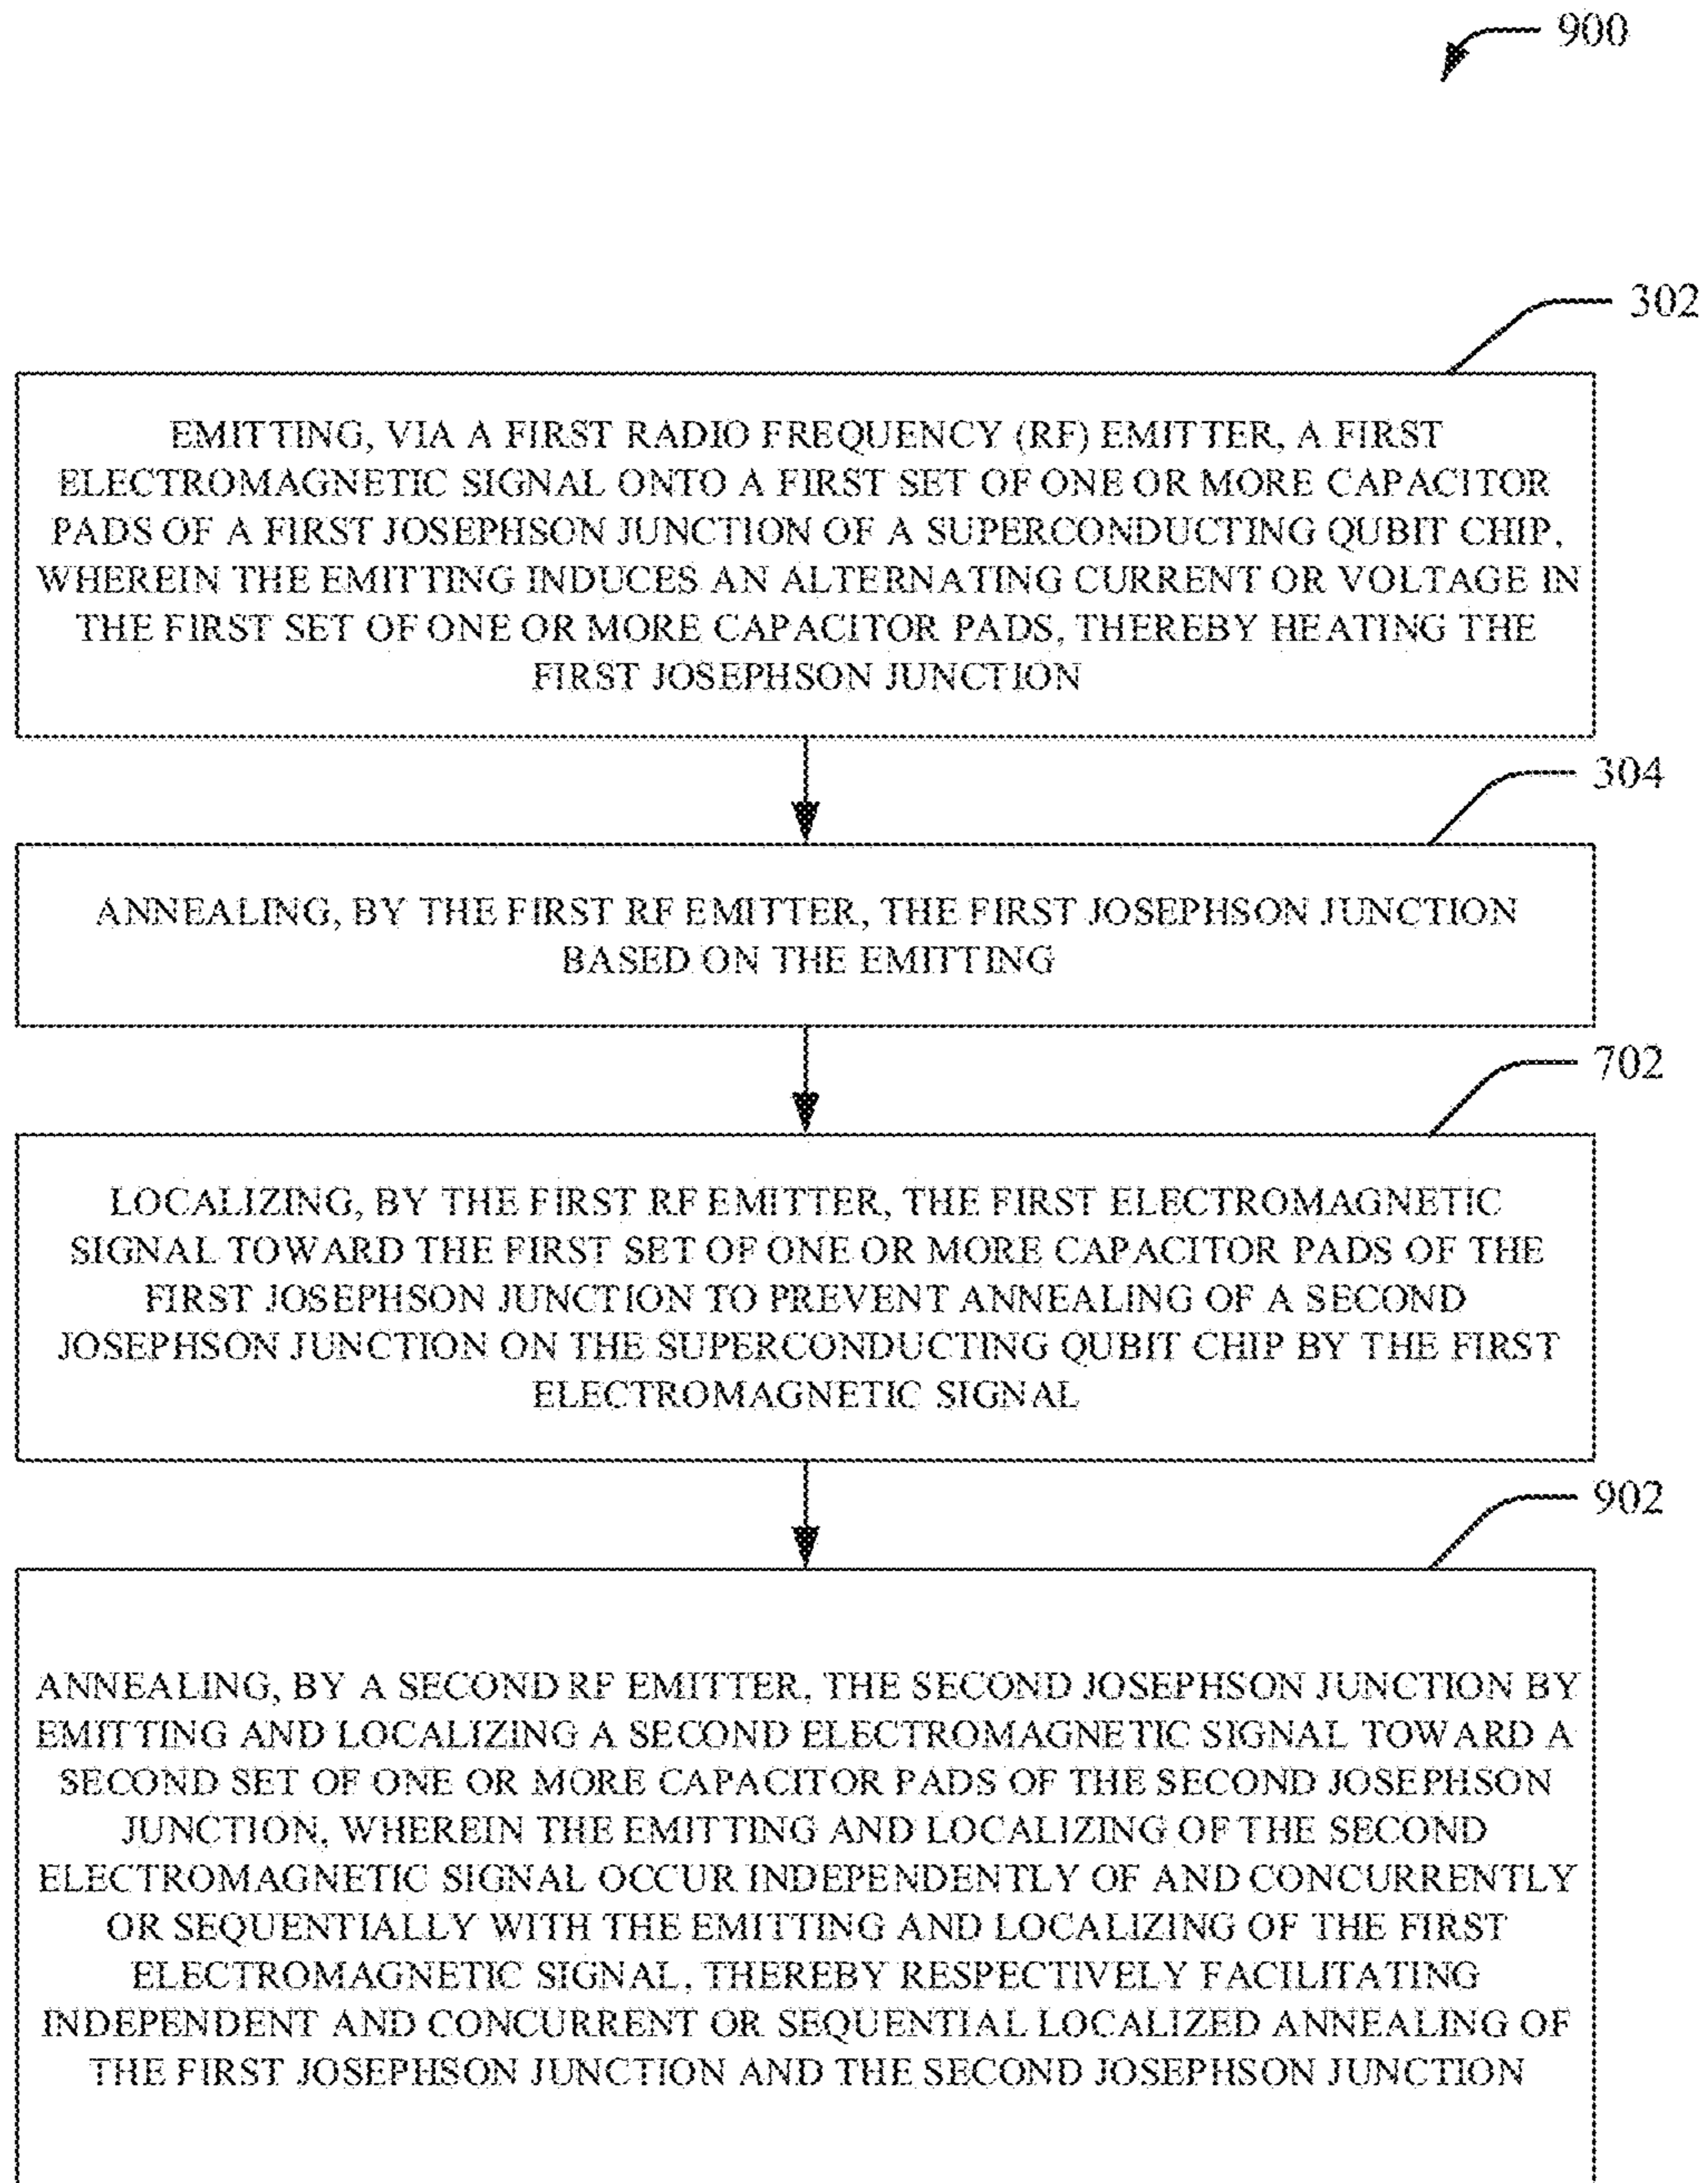 900
302
EMITTING, VIA A FIRST RADIO FREQUENCY (RF) EMITTER, A FIRST
ELECTROMAGNETIC SIGNAL ONTO A FIRST SET OF ONE OR MORE CAPACITOR
PADS OF A FIRST JOSEPHSON JUNCTION OF A SUPERCONDUCTING QUBIT CHIP,
WHEREIN THE EMITTING INDUCES AN ALTERNATING CURRENT OR VOLTAGE IN
THE FIRST SET OF ONE OR MORE CAPACITOR PADS, THEREBY HEATING THE
FIRST JOSEPHSON JUNCTION
304
ANNEALING, BY THE FIRST RF EMITTER, THE FIRST JOSEPHSON JUNCTION
BASED ON THE EMITTING
702
LOCALIZING, BY THE FIRST RF EMITTER, THE FIRST ELECTROMAGNETIC
SIGNAL TOWARD THE FIRST SET OF ONE OR MORE CAPACITOR PADS OF THE
FIRST JOSEPHSON JUNCTION TO PREVENT ANNEALING OF A SECOND
JOSEPHSON JUNCTION ON THE SUPERCONDUCTING QUBIT CHIP BY THE FIRST
ELECTROMAGNETIC SIGNAL
902
ANNEALING, BY A SECOND RF EMITTER, THE SECOND JOSEPHSON JUNCTION BY
EMITTING AND LOCALIZING A SECOND ELECTROMAGNETIC SIGNAL TOWARD A
SECOND SET OF ONE OR MORE CAPACITOR PADS OF THE SECOND JOSEPHSON
JUNCTION, WHEREIN THE EMITTING AND LOCALIZING OF THE SECOND
ELECTROMAGNETIC SIGNAL OCCUR INDEPENDENTLY OF AND CONCURRENTLY
OR SEQUENTIALLY WITH THE EMITTING AND LOCALIZING OF THE FIRST
ELECTROMAGNETIC SIGNAL, THEREBY RESPECTIVELY FACILITATING
INDEPENDENT AND CONCURRENT OR SEQUENTIAL LOCALIZED ANNEALING OF
THE FIRST JOSEPHSON JUNCTION AND THE SECOND JOSEPHSON JUNCTION